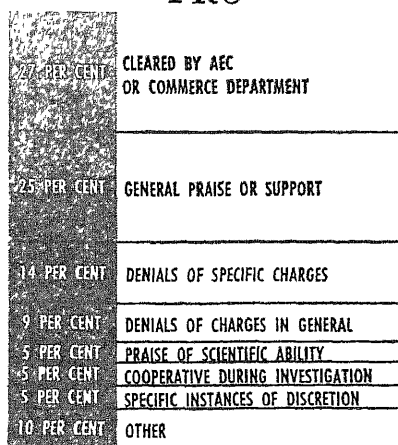 PRO
27 PER CENT CLEARED BY AEC
OR COMMERCE DEPARTMENT
25 PER CENT GENERAL PRAISE OR SUPPORT
14 PER CENT DENIALS OF SPECIFIC CHARGES
9 PER CENT DENIALS OF CHARGES IN GENERAL
5 PER CENT PRAISE OF SCIENTIFIC ABILITY
5 PER CENT COOPERATIVE DURING INVESTIGATION
5 PER CENT SPECIFIC INSTANCES OF DISCRETION
10 PER CENT OTHER